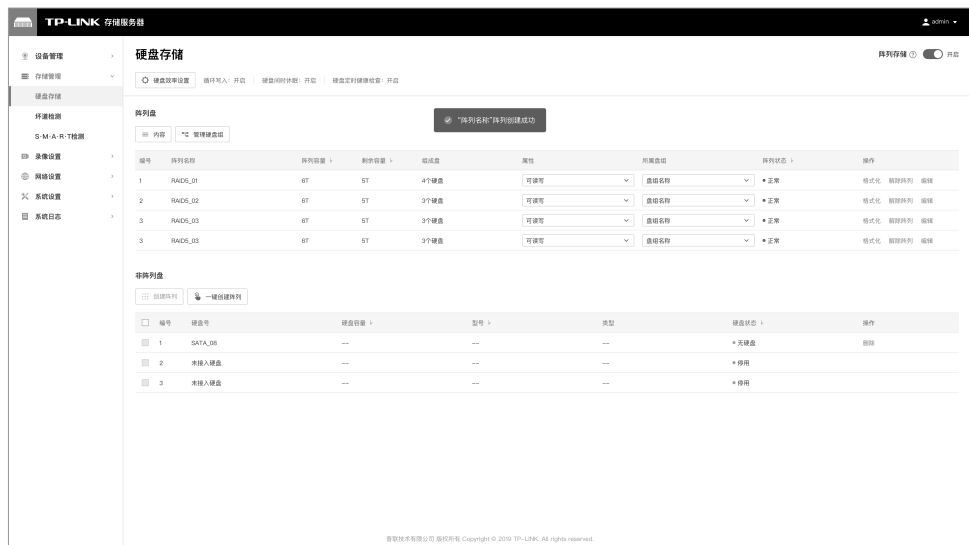 TP-LINK 存储服务器
admin
设备管理
存储管理
硬盘存储
坏道检测
S·M·A·R·T检测
录像设置
网络设置
系统设置
系统日志
硬盘存储
阵列存储 开启
硬盘效率设置 循环写入：开启 硬盘闲时休眠：开启 硬盘定时健康检查：开启
“阵列名称”阵列创建成功
阵列盘
内容 管理硬盘组
编号 阵列名称 阵列容量 剩余容量 组成盘 属性 所属盘组 阵列状态 操作
1 RAID5_01 6T 5T 4个硬盘 可读写 盘组名称 正常 格式化 解除阵列 编辑
2 RAID5_02 6T 5T 3个硬盘 可读写 盘组名称 正常 格式化 解除阵列 编辑
3 RAID5_03 6T 5T 3个硬盘 可读写 盘组名称 正常 格式化 解除阵列 编辑
3 RAID5_03 6T 5T 3个硬盘 可读写 盘组名称 正常 格式化 解除阵列 编辑
非阵列盘
创建阵列 一键创建阵列
编号 硬盘号 硬盘容量 型号 类型 硬盘状态 操作
1 SATA_08 -- -- -- 无硬盘 删除
2 未接入硬盘 -- -- -- 停用
3 未接入硬盘 -- -- -- 停用
普联技术有限公司 版权所有 Copyright © 2019 TP-LINK. All rights reserved.